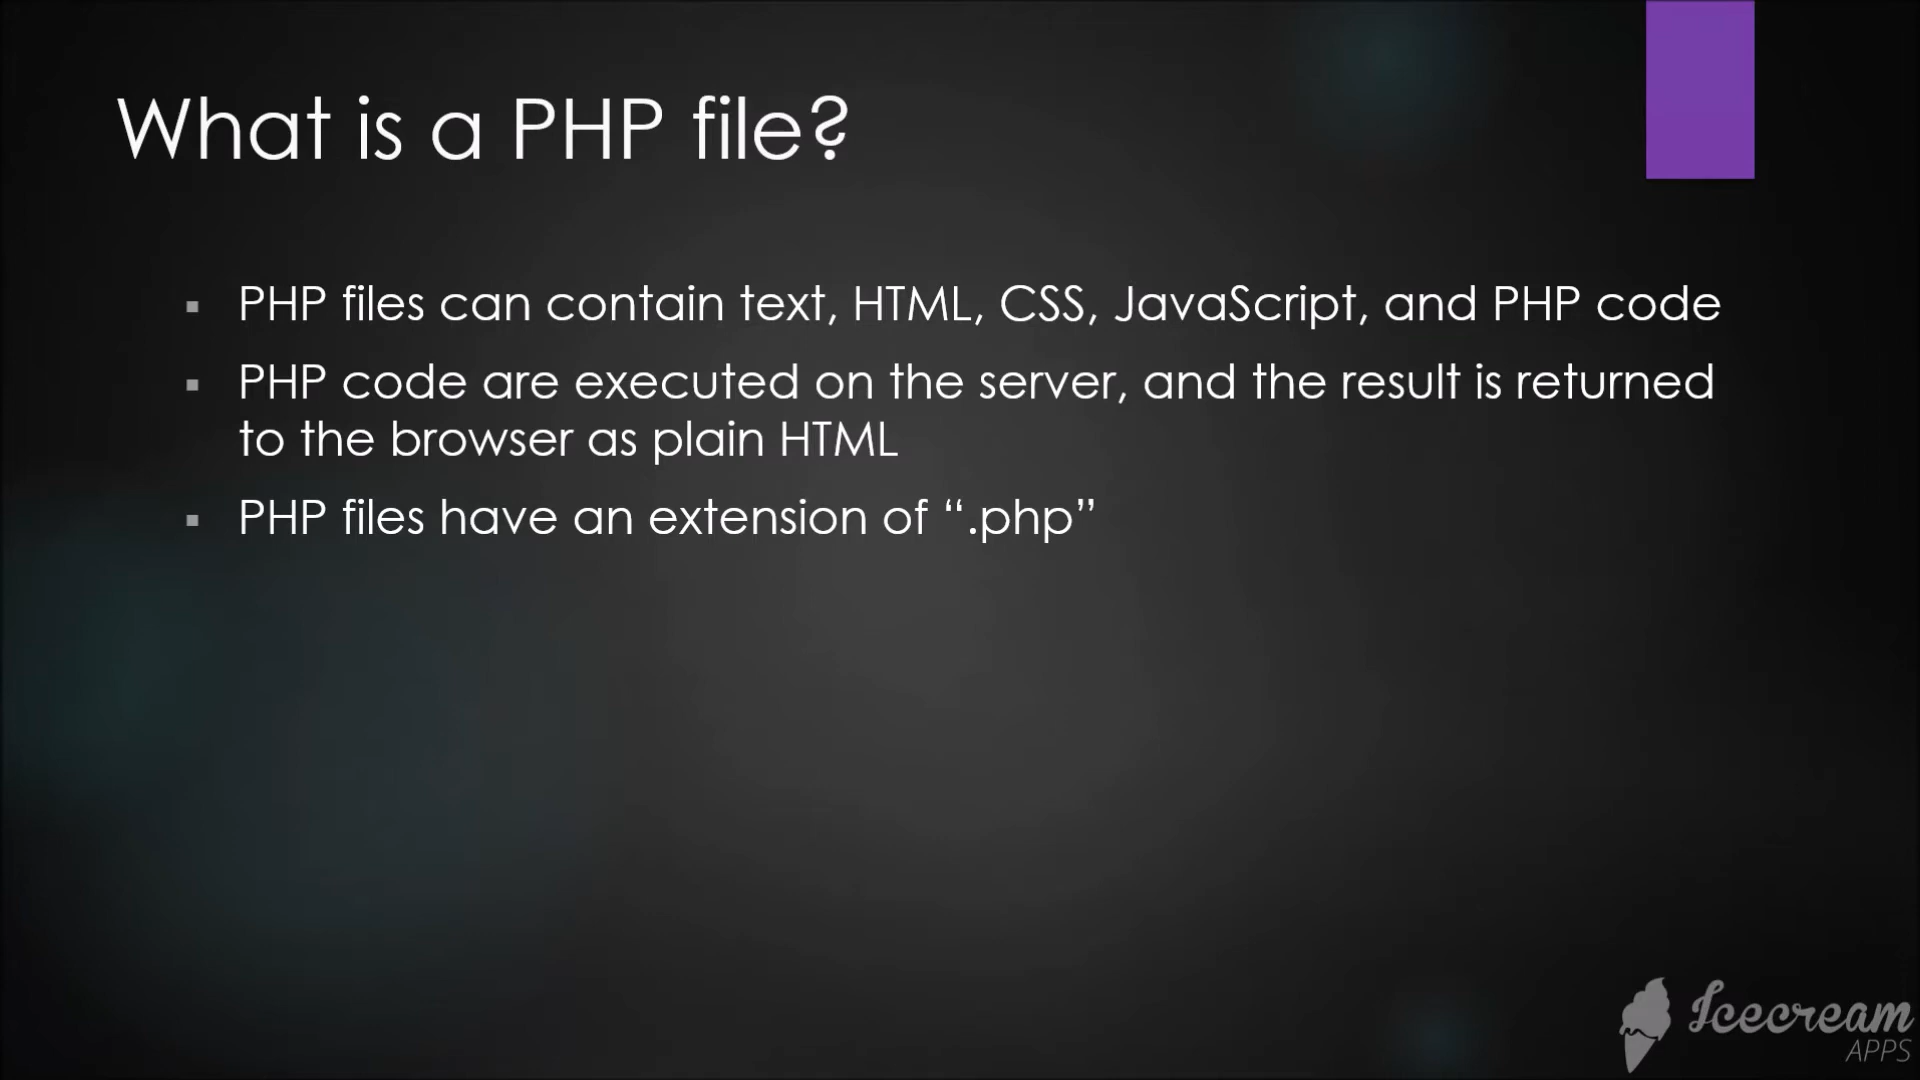 What is a PHP file?
▪ PHP files can contain text, HTML, CSS, JavaScript, and PHP code
▪ PHP code are executed on the server, and the result is returned
to the browser as plain HTML
▪ PHP files have an extension of “.php”
Icecream
APPS